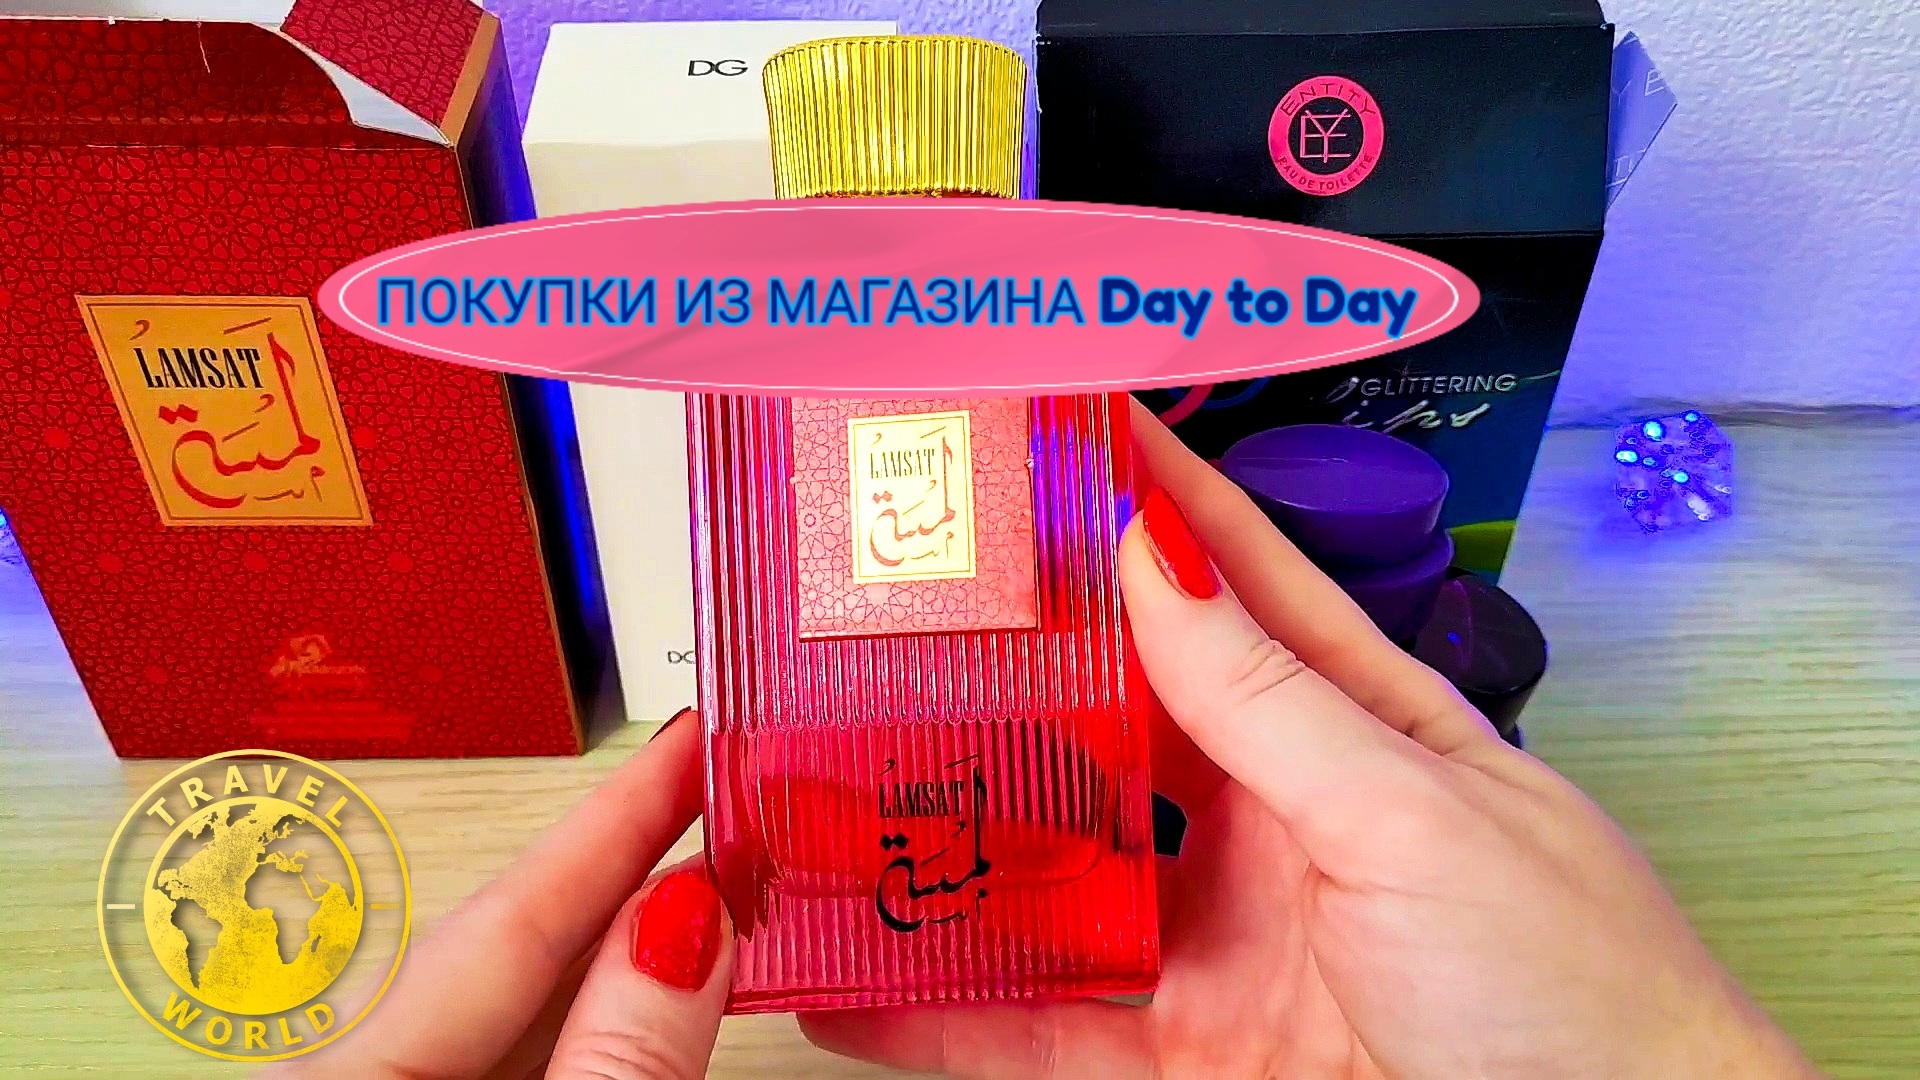 DG
ENTITY
EYE
EAU DE TOILETTE
ПОКУПКИ ИЗ МАГАЗИНА Day to Day
GLITTERING
LAMSAT
لمسة
LAMSAT
لمسة
LAMSAT
لمسة
TRAVEL
WORLD